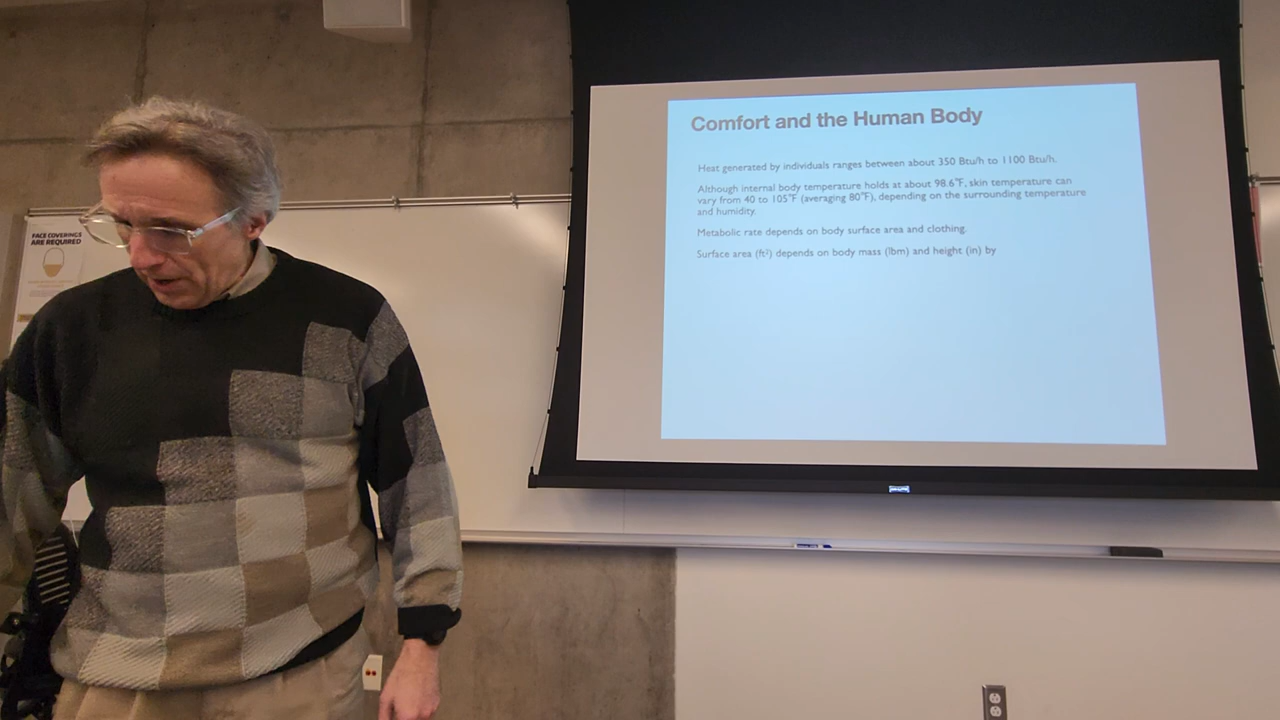 FACE COVERINGS
ARE REQUIRED
Comfort and the Human Body
Heat generated by individuals ranges between about 350 Btu/h to 1100 Btu/h.
Although internal body temperature holds at about 98.6°F, skin temperature can
vary from 40 to 105°F (averaging 80°F), depending on the surrounding temperature
and humidity.
Metabolic rate depends on body surface area and clothing.
Surface area (ft²) depends on body mass (lbm) and height (in) by